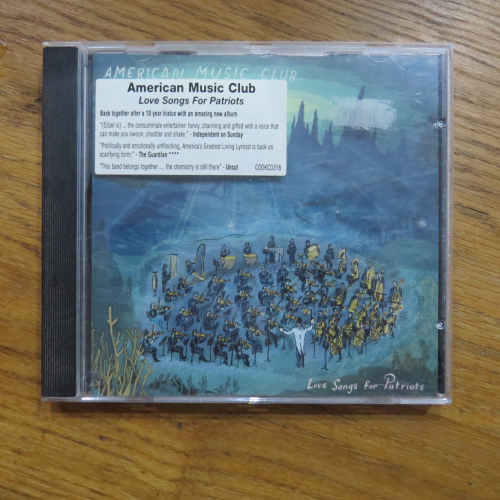 AMERICAN MUSIC CLUB
American Music Club
Love Songs For Patriots
Back together after a 10 year hiatus with an amazing new album
"(Eitzel is) ... the consummate entertainer: funny, charming and gifted with a voice that
can make you swoon, shudder and shake." - Independent on Sunday
"Politically and emotionally unflinching, America's Greatest Living Lyricist is back on
scarifying form." - The Guardian ****
"This band belongs together ... the chemistry is still there" - Uncut
COOKCD318
Love Songs For Patriots